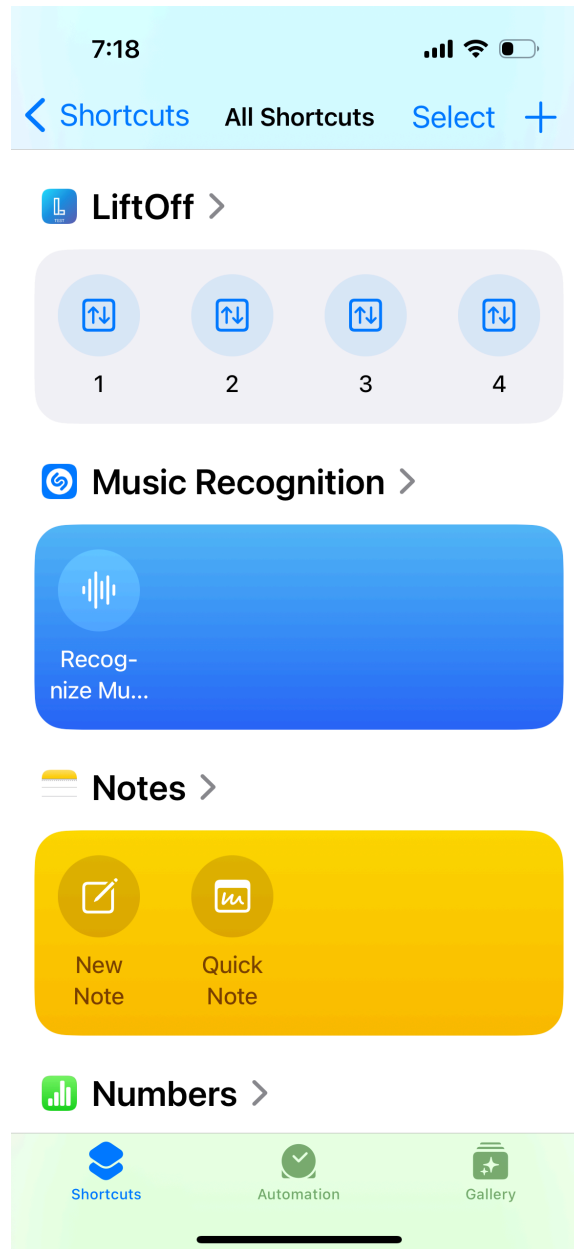 7:18
Shortcuts
All Shortcuts
Select
LiftOff
1
2
3
4
Music Recognition
Recog-
nize Mu...
Notes
New
Note
Quick
Note
Numbers
Shortcuts
Automation
Gallery